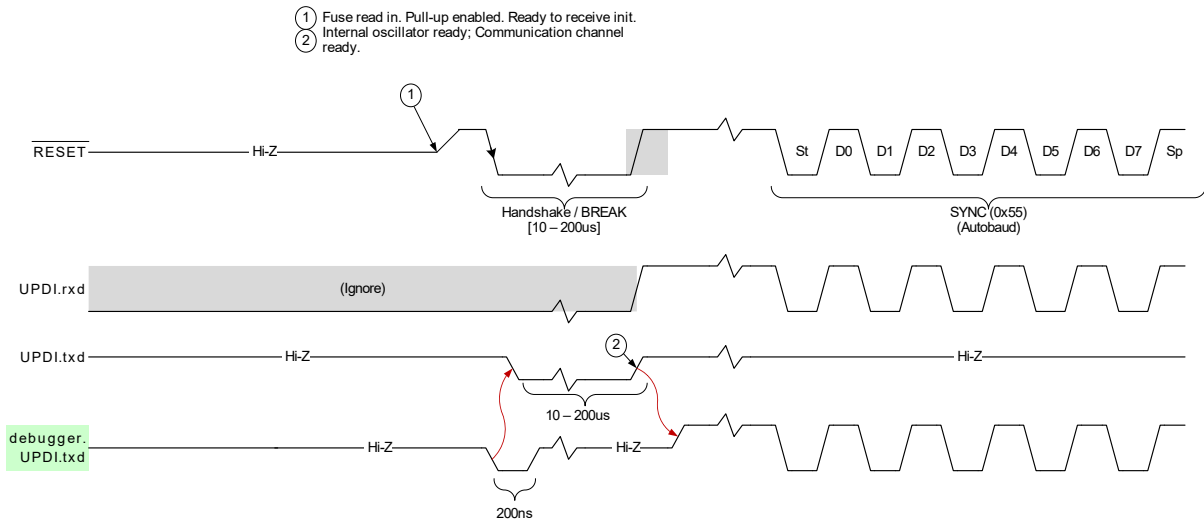 1 Fuse read in. Pull-up enabled. Ready to receive init.
2 Internal oscillator ready; Communication channel
ready.
1
RESET
Hi-Z
St D0 D1 D2 D3 D4 D5 D6 D7 Sp
Handshake / BREAK
[10 – 200us]
SYNC (0x55)
(Autobaud)
UPDI.rxd
(Ignore)
UPDI.txd
Hi-Z
2
Hi-Z
10 – 200us
debugger.
UPDI.txd
Hi-Z
Hi-Z
200ns